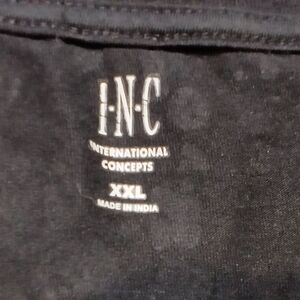 I·N·C
INTERNATIONAL
CONCEPTS
XXL
MADE IN INDIA